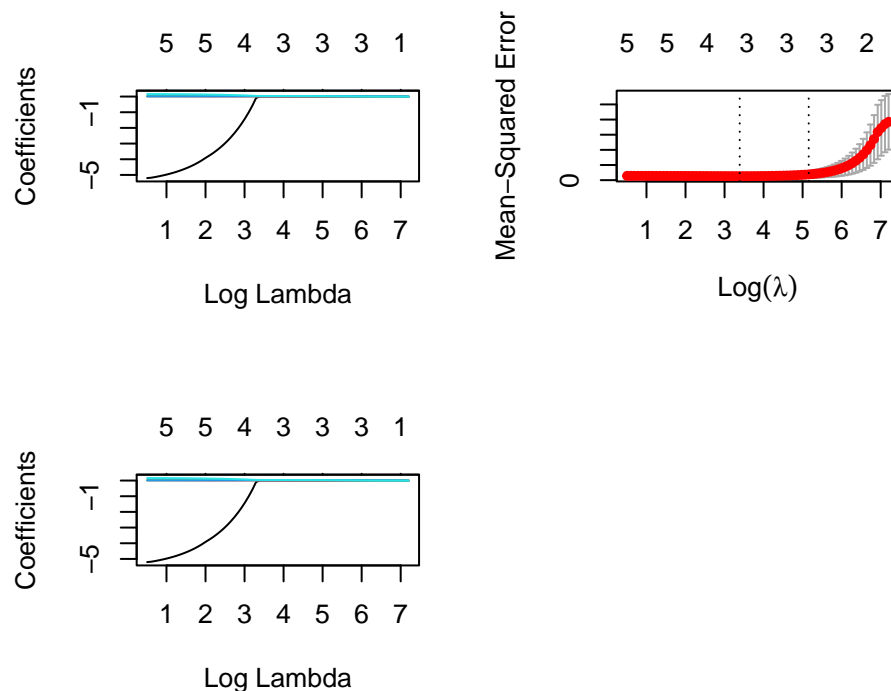 5 5 4 3 3 3 1
Coefficients
−1
−5
1 2 3 4 5 6 7
Log Lambda
5 5 4 3 3 3 2
Mean−Squared Error
0
1 2 3 4 5 6 7
Log(λ)
5 5 4 3 3 3 1
Coefficients
−1
−5
1 2 3 4 5 6 7
Log Lambda